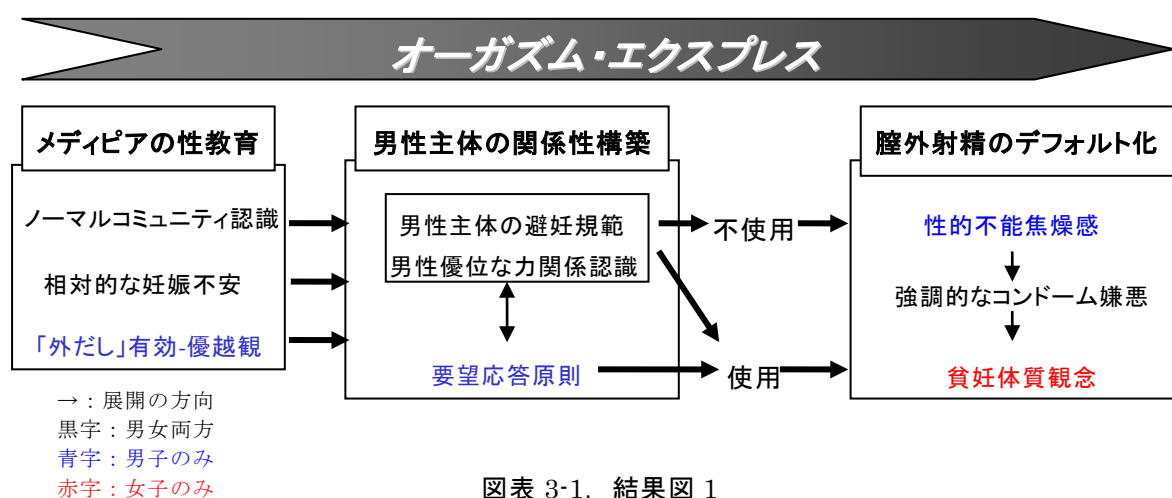 オーガズム・エクスプレス
メディピアの性教育
ノーマルコミュニティ認識
相対的な妊娠不安
「外だし」有効-優越観
男性主体の関係性構築
男性主体の避妊規範
男性優位な力関係認識
要望応答原則
不使用
使用
膣外射精のデフォルト化
性的不能焦燥感
強調的なコンドーム嫌悪
貧妊体質観念
→：展開の方向
黒字：男女両方
青字：男子のみ
赤字：女子のみ
図表 3-1. 結果図 1